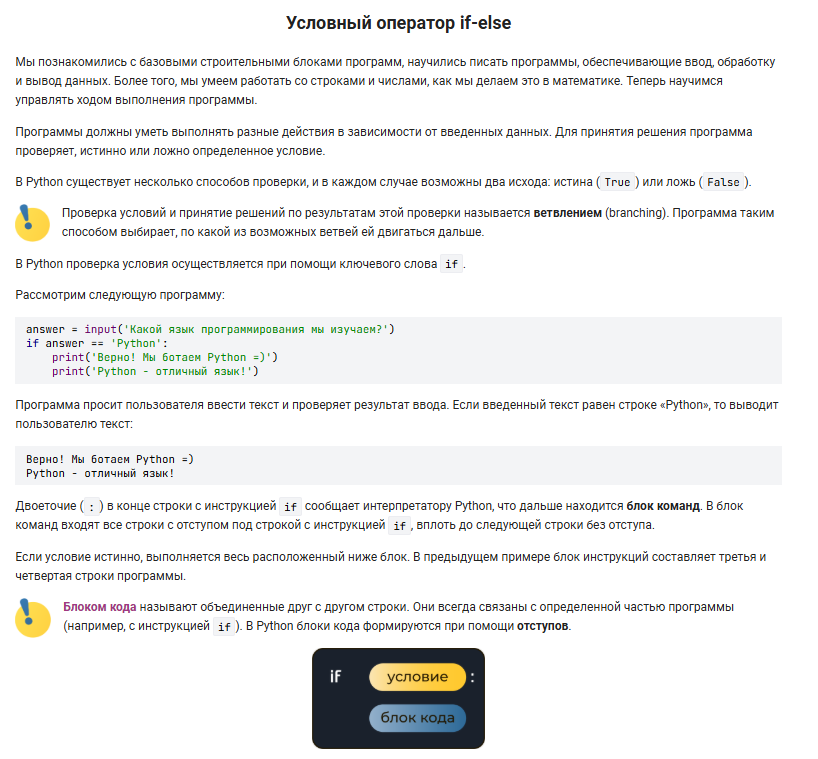 Условный оператор if-else
Мы познакомились с базовыми строительными блоками программ, научились писать программы, обеспечивающие ввод, обработку
и вывод данных. Более того, мы умеем работать со строками и числами, как мы делаем это в математике. Теперь научимся
управлять ходом выполнения программы.
Программы должны уметь выполнять разные действия в зависимости от введенных данных. Для принятия решения программа
проверяет, истинно или ложно определенное условие.
В Python существует несколько способов проверки, и в каждом случае возможны два исхода: истина ( True ) или ложь ( False ).
Проверка условий и принятие решений по результатам этой проверки называется ветвлением (branching). Программа таким
способом выбирает, по какой из возможных ветвей ей двигаться дальше.
В Python проверка условия осуществляется при помощи ключевого слова if .
Рассмотрим следующую программу:
answer = input('Какой язык программирования мы изучаем?')
if answer == 'Python':
    print('Верно! Мы ботаем Python =)')
    print('Python - отличный язык!')
Программа просит пользователя ввести текст и проверяет результат ввода. Если введенный текст равен строке «Python», то выводит
пользователю текст:
Верно! Мы ботаем Python =)
Python - отличный язык!
Двоеточие ( : ) в конце строки с инструкцией if сообщает интерпретатору Python, что дальше находится блок команд. В блок
команд входят все строки с отступом под строкой с инструкцией if , вплоть до следующей строки без отступа.
Если условие истинно, выполняется весь расположенный ниже блок. В предыдущем примере блок инструкций составляет третья и
четвертая строки программы.
Блоком кода называют объединенные друг с другом строки. Они всегда связаны с определенной частью программы
(например, с инструкцией if ). В Python блоки кода формируются при помощи отступов.
if условие :
блок кода